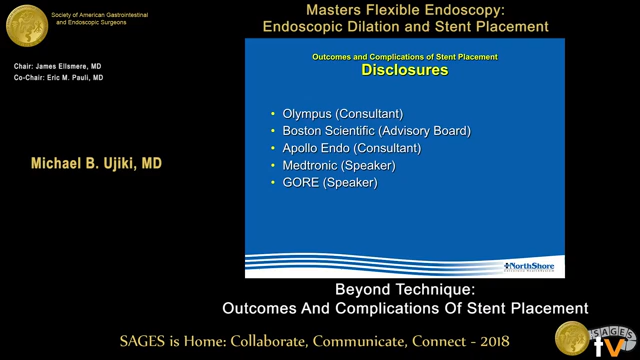 Society of American Gastrointestinal
and Endoscopic Surgeons
Masters Flexible Endoscopy:
Endoscopic Dilation and Stent Placement
Chair: James Ellsmere, MD
Co-Chair: Eric M. Pauli, MD
Outcomes and Complications of Stent Placement
Disclosures
• Olympus (Consultant)
• Boston Scientific (Advisory Board)
• Apollo Endo (Consultant)
• Medtronic (Speaker)
• GORE (Speaker)
Michael B. Ujiki, MD
NorthShore
Beyond Technique:
Outcomes And Complications Of Stent Placement
SAGES is Home: Collaborate, Communicate, Connect - 2018
SAGES
tv